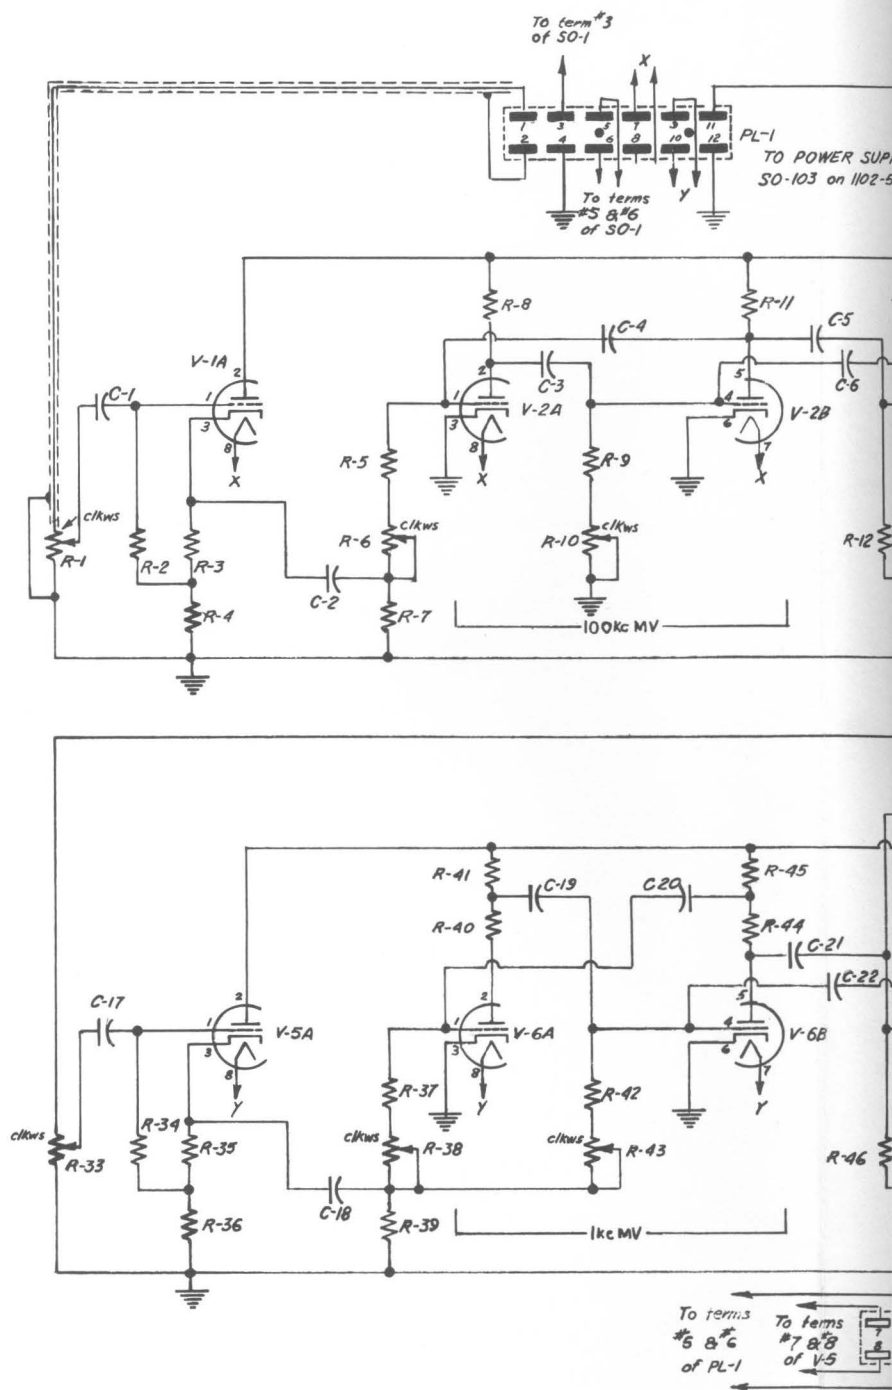 To term #3
of SO-1
X
1 3 5 7 9 11
2 4 6 8 10 12
PL-1
TO POWER SUP
SO-103 on 1102-
To terms
#5 & #6
of SO-1
Y
R-8
R-11
C-4
C-5
V-1A
2
C-3
2
5
C-6
C-1
1
3
8
X
1
3
8
V-2A
X
4
6
7
V-2B
X
R-5
R-9
clkws
R-1
R-2
R-3
R-6
clkws
R-10
clkws
R-12
C-2
R-4
R-7
100kc MV
R-41
C-19
C20
R-45
R-40
R-44
C-21
C-22
C-17
2
1
3
8
V-5A
Y
2
1
3
8
V-6A
Y
5
4
6
7
V-6B
Y
R-37
R-42
clkws
R-33
R-34
R-35
clkws
R-38
clkws
R-43
R-46
C-18
R-36
R-39
1kc MV
To terms
#5 & #6
of PL-1
To terms
#7 & #8
of V-5
7
8